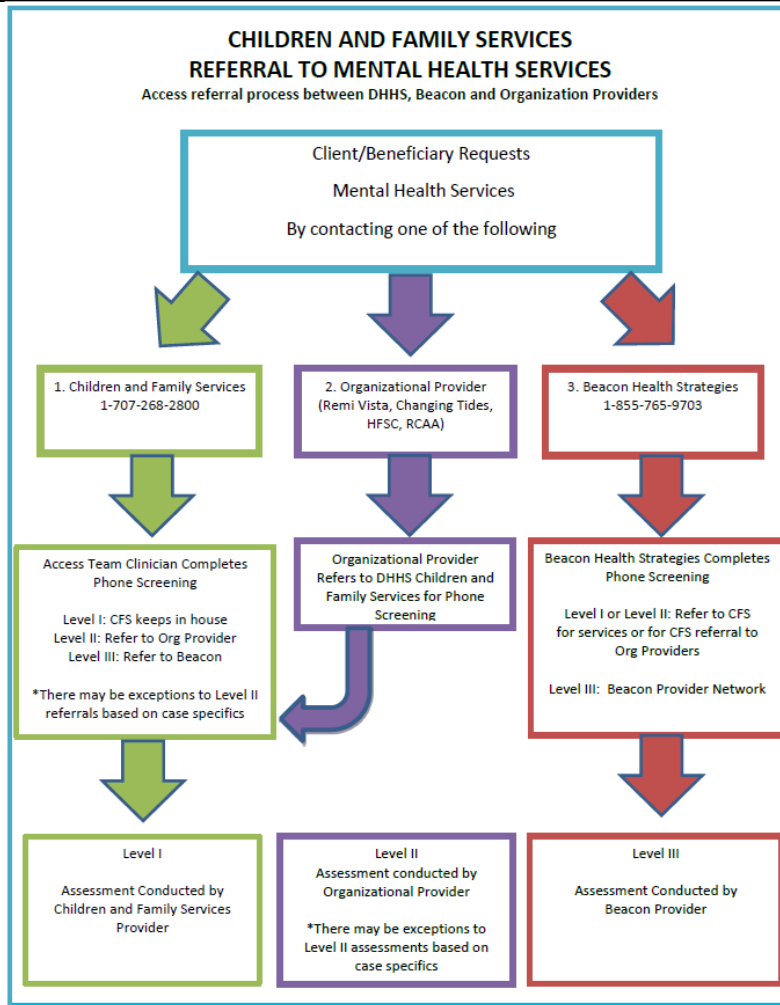 CHILDREN AND FAMILY SERVICES
REFERRAL TO MENTAL HEALTH SERVICES
Access referral process between DHHS, Beacon and Organization Providers
Client/Beneficiary Requests
Mental Health Services
By contacting one of the following
1. Children and Family Services
1-707-268-2800
2. Organizational Provider
(Remi Vista, Changing Tides,
HFSC, RCAA)
3. Beacon Health Strategies
1-855-765-9703
Access Team Clinician Completes
Phone Screening
Level I: CFS keeps in house
Level II: Refer to Org Provider
Level III: Refer to Beacon
*There may be exceptions to Level II
referrals based on case specifics
Organizational Provider
Refers to DHHS Children and
Family Services for Phone
Screening
Beacon Health Strategies Completes
Phone Screening
Level I or Level II: Refer to CFS
for services or for CFS referral to
Org Providers
Level III: Beacon Provider Network
Level I
Assessment Conducted by
Children and Family Services
Provider
Level II
Assessment conducted by
Organizational Provider
*There may be exceptions to
Level II assessments based on
case specifics
Level III
Assessment Conducted by
Beacon Provider